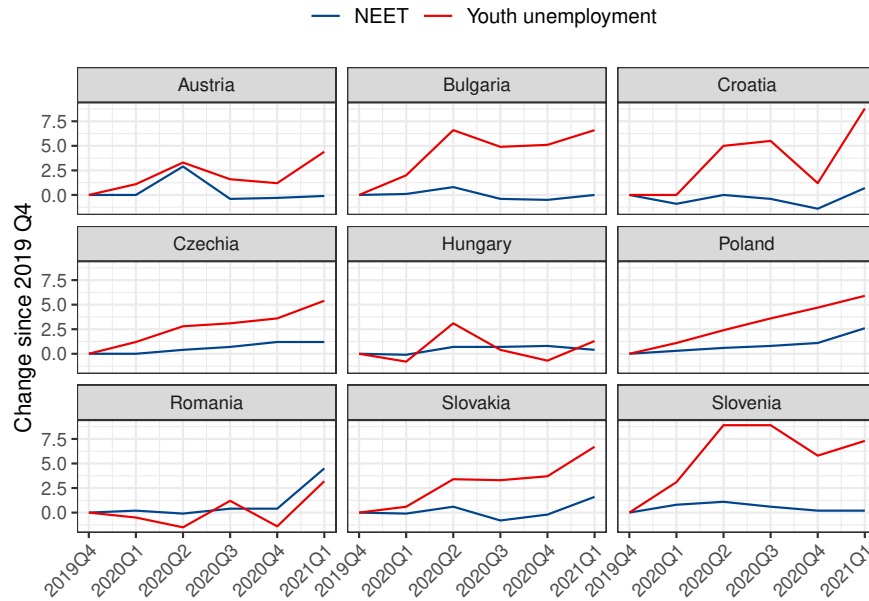 NEET Youth unemployment
Change since 2019 Q4
Austria Bulgaria Croatia
7.5
5.0
2.5
0.0
Czechia Hungary Poland
7.5
5.0
2.5
0.0
Romania Slovakia Slovenia
7.5
5.0
2.5
0.0
2019Q4 2020Q1 2020Q2 2020Q3 2020Q4 2021Q1 2019Q4 2020Q1 2020Q2 2020Q3 2020Q4 2021Q1 2019Q4 2020Q1 2020Q2 2020Q3 2020Q4 2021Q1